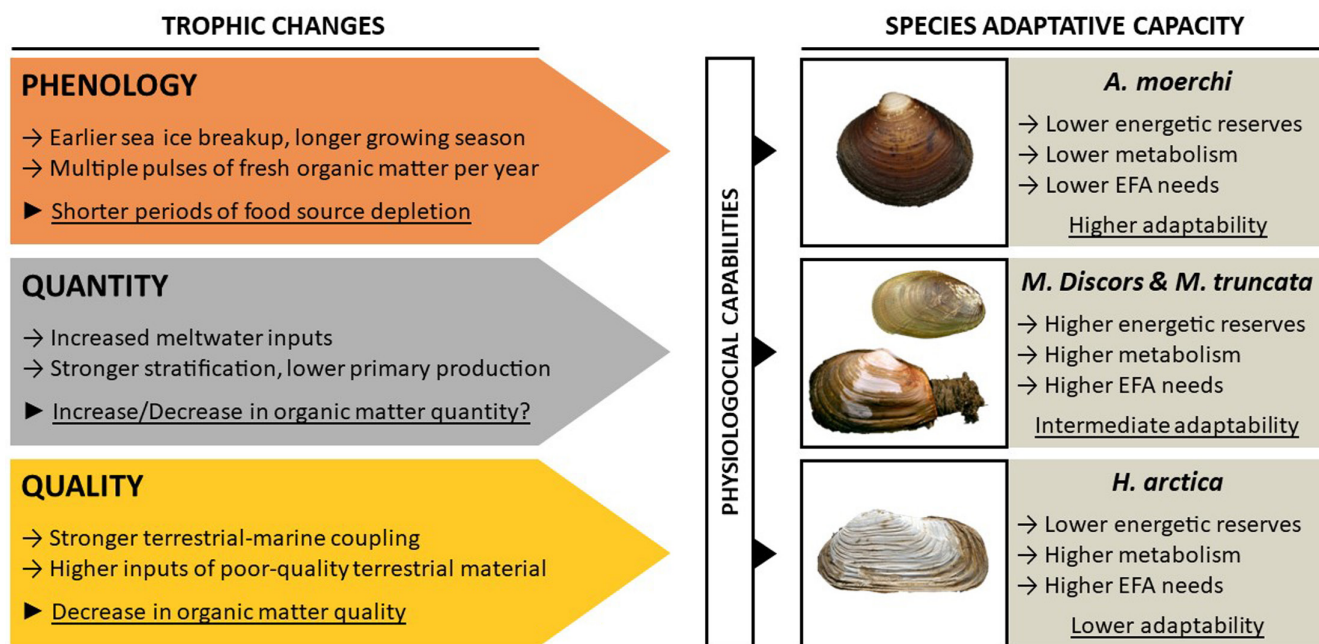 TROPHIC CHANGES
PHENOLOGY
→ Earlier sea ice breakup, longer growing season
→ Multiple pulses of fresh organic matter per year
► Shorter periods of food source depletion
QUANTITY
→ Increased meltwater inputs
→ Stronger stratification, lower primary production
► Increase/Decrease in organic matter quantity?
QUALITY
→ Stronger terrestrial-marine coupling
→ Higher inputs of poor-quality terrestrial material
► Decrease in organic matter quality
PHYSIOLOGOCIAL CAPABILITIES
SPECIES ADAPTATIVE CAPACITY
A. moerchi
→ Lower energetic reserves
→ Lower metabolism
→ Lower EFA needs
Higher adaptability
M. Discors & M. truncata
→ Higher energetic reserves
→ Higher metabolism
→ Higher EFA needs
Intermediate adaptability
H. arctica
→ Lower energetic reserves
→ Higher metabolism
→ Higher EFA needs
Lower adaptability